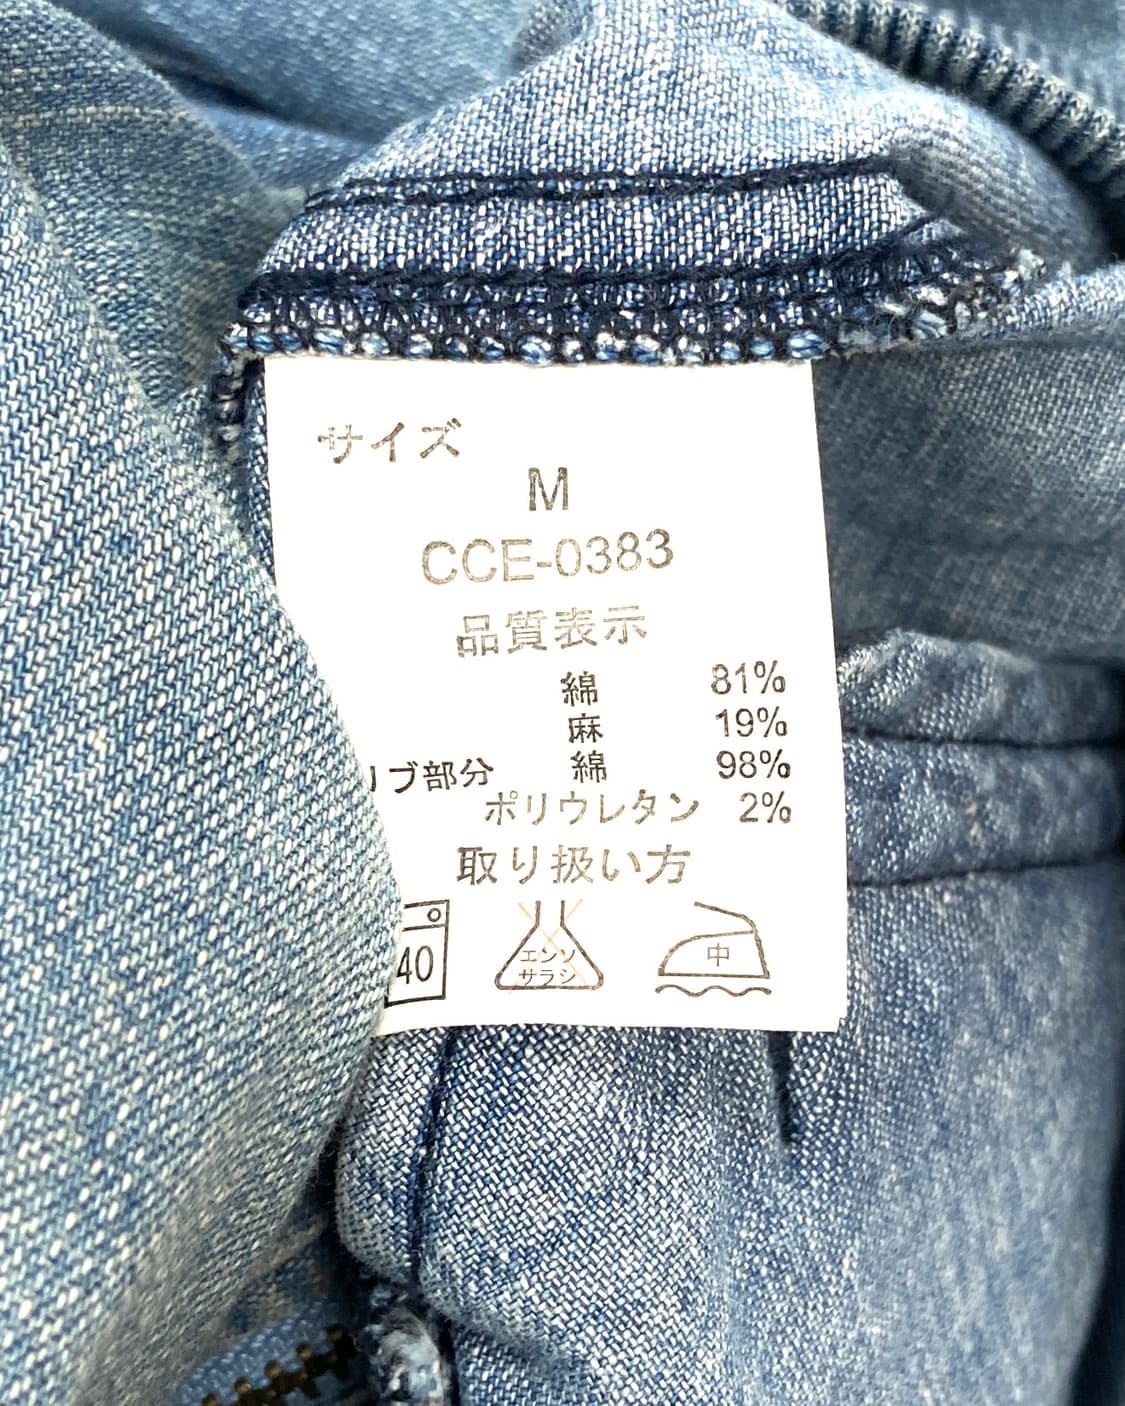 サイズ
M
CCE-0383
品質表示
綿 81%
麻 19%
リブ部分 綿 98%
ポリウレタン 2%
取り扱い方
40 エンソサラシ 中